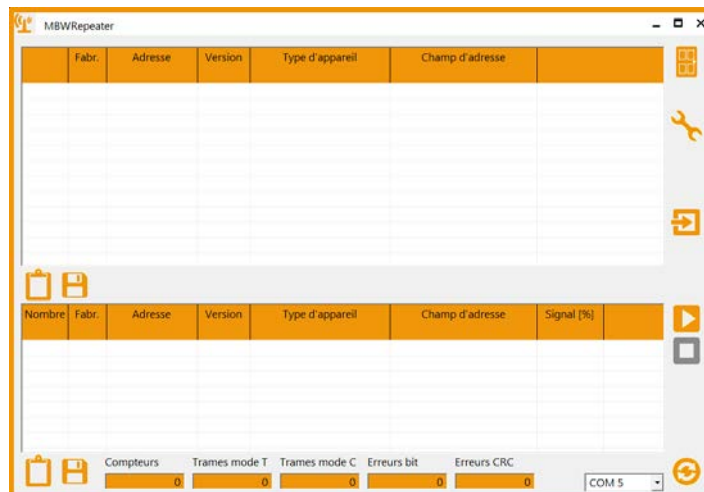 MBWRepeater
Fabr. Adresse Version Type d'appareil Champ d'adresse
Nombre Fabr. Adresse Version Type d'appareil Champ d'adresse Signal [%]
Compteurs Trames mode T Trames mode C Erreurs bit Erreurs CRC
0 0 0 0 0 COM 5